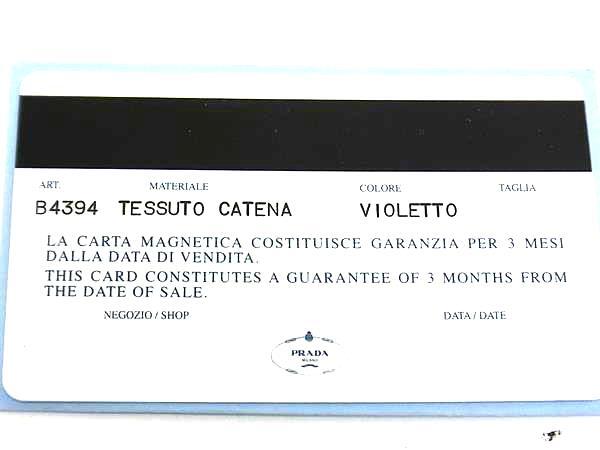 ART. MATERIALE COLORE TAGLIA
B4394 TESSUTO CATENA VIOLETTO
LA CARTA MAGNETICA COSTITUISCE GARANZIA PER 3 MESI
DALLA DATA DI VENDITA.
THIS CARD CONSTITUTES A GUARANTEE OF 3 MONTHS FROM
THE DATE OF SALE.
NEGOZIO / SHOP DATA / DATE
PRADA
MILANO